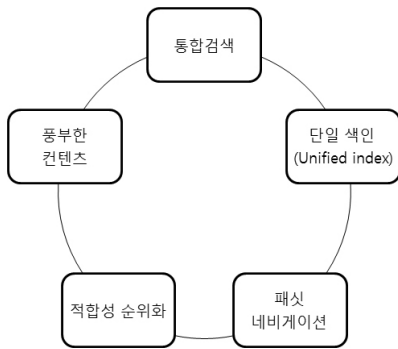 통합검색
단일 색인
(Unified index)
패싯
네비게이션
적합성 순위화
풍부한
컨텐츠